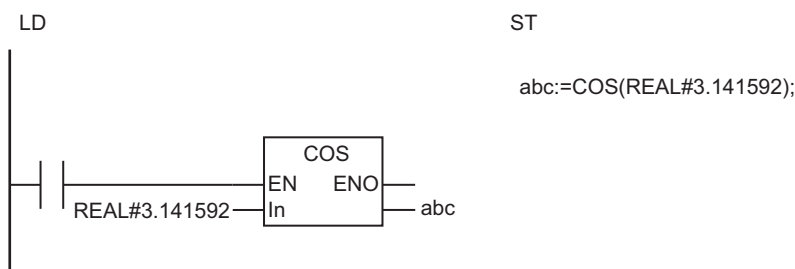 LD
ST
abc:=COS(REAL#3.141592);
COS
EN ENO
REAL#3.141592 In abc